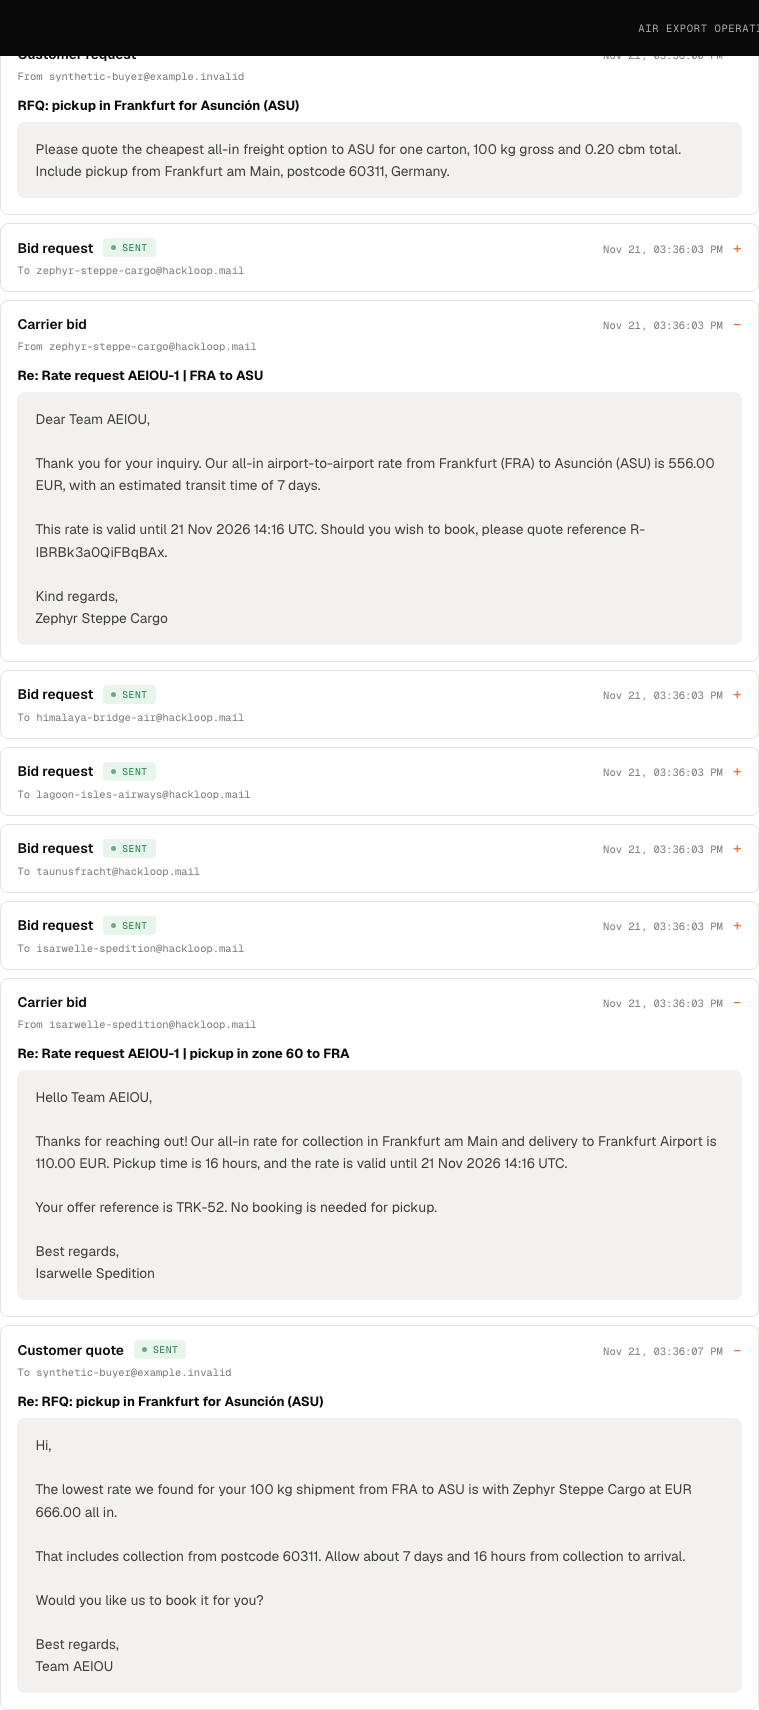 AIR EXPORT OPERATI
Customer request Nov 21, 03:36:00 PM
From synthetic-buyer@example.invalid
RFQ: pickup in Frankfurt for Asunción (ASU)
Please quote the cheapest all-in freight option to ASU for one carton, 100 kg gross and 0.20 cbm total.
Include pickup from Frankfurt am Main, postcode 60311, Germany.
Bid request SENT Nov 21, 03:36:03 PM +
To zephyr-steppe-cargo@hackloop.mail
Carrier bid Nov 21, 03:36:03 PM −
From zephyr-steppe-cargo@hackloop.mail
Re: Rate request AEIOU-1 | FRA to ASU
Dear Team AEIOU,
Thank you for your inquiry. Our all-in airport-to-airport rate from Frankfurt (FRA) to Asunción (ASU) is 556.00
EUR, with an estimated transit time of 7 days.
This rate is valid until 21 Nov 2026 14:16 UTC. Should you wish to book, please quote reference R-
IBRBk3a0QiFBqBAx.
Kind regards,
Zephyr Steppe Cargo
Bid request SENT Nov 21, 03:36:03 PM +
To himalaya-bridge-air@hackloop.mail
Bid request SENT Nov 21, 03:36:03 PM +
To lagoon-isles-airways@hackloop.mail
Bid request SENT Nov 21, 03:36:03 PM +
To taunusfracht@hackloop.mail
Bid request SENT Nov 21, 03:36:03 PM +
To isarwelle-spedition@hackloop.mail
Carrier bid Nov 21, 03:36:03 PM −
From isarwelle-spedition@hackloop.mail
Re: Rate request AEIOU-1 | pickup in zone 60 to FRA
Hello Team AEIOU,
Thanks for reaching out! Our all-in rate for collection in Frankfurt am Main and delivery to Frankfurt Airport is
110.00 EUR. Pickup time is 16 hours, and the rate is valid until 21 Nov 2026 14:16 UTC.
Your offer reference is TRK-52. No booking is needed for pickup.
Best regards,
Isarwelle Spedition
Customer quote SENT Nov 21, 03:36:07 PM −
To synthetic-buyer@example.invalid
Re: RFQ: pickup in Frankfurt for Asunción (ASU)
Hi,
The lowest rate we found for your 100 kg shipment from FRA to ASU is with Zephyr Steppe Cargo at EUR
666.00 all in.
That includes collection from postcode 60311. Allow about 7 days and 16 hours from collection to arrival.
Would you like us to book it for you?
Best regards,
Team AEIOU